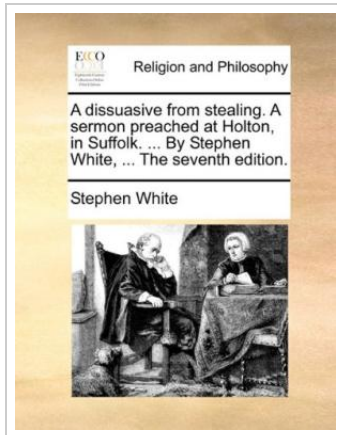 ECCO
Religion and Philosophy
A dissuasive from stealing. A
sermon preached at Holton,
in Suffolk. ... By Stephen
White, ... The seventh edition.
Stephen White